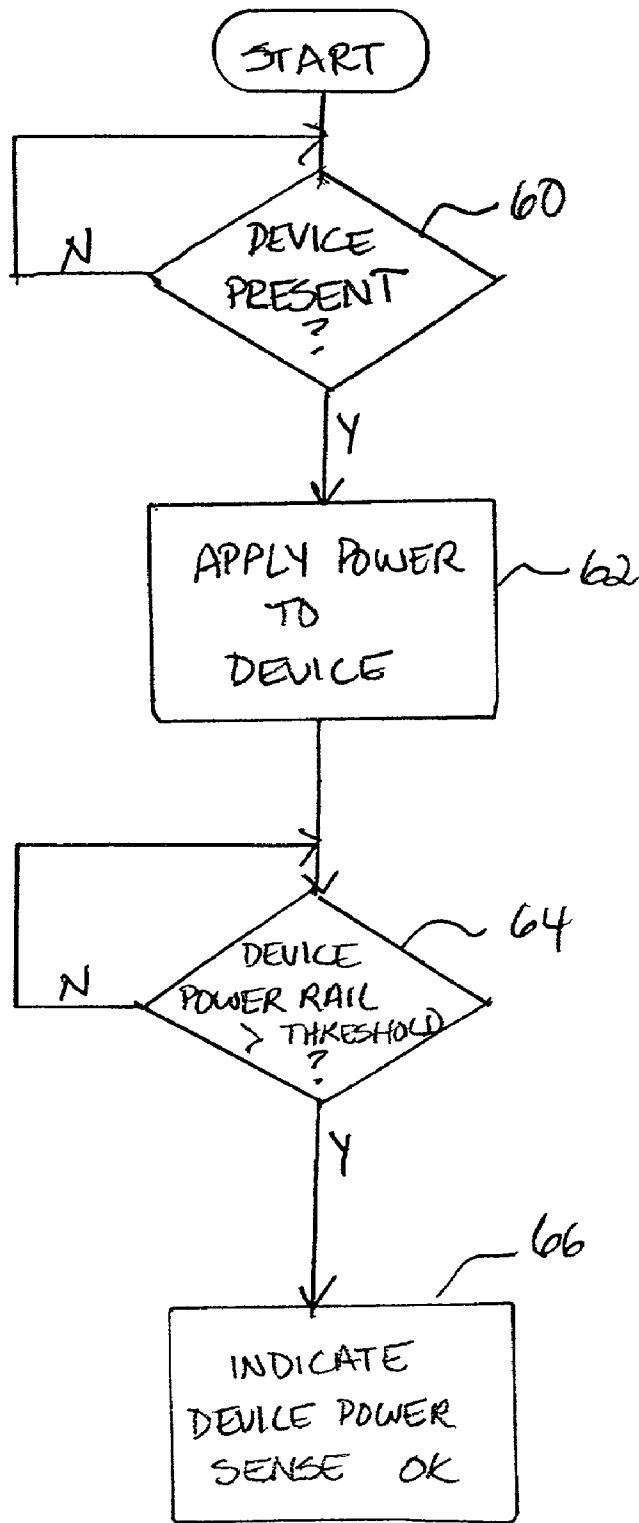 START
60
DEVICE
PRESENT
?
N
Y
APPLY POWER
TO
DEVICE
62
64
DEVICE
POWER RAIL
> THRESHOLD
?
N
Y
66
INDICATE
DEVICE POWER
SENSE OK